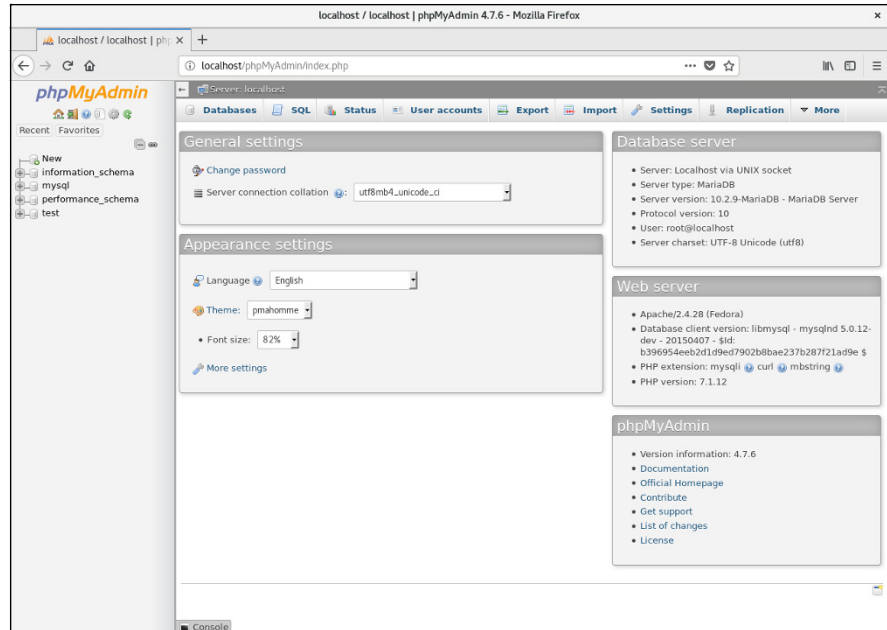 localhost / localhost | phpMyAdmin 4.7.6 - Mozilla Firefox
localhost / localhost | php
localhost/phpMyAdmin/index.php
phpMyAdmin
Recent Favorites
New
information_schema
mysql
performance_schema
test
Server: localhost
Databases SQL Status User accounts Export Import Settings Replication More
General settings
Change password
Server connection collation : utf8mb4_unicode_ci
Appearance settings
Language English
Theme: pmahomme
• Font size: 82%
More settings
Database server
• Server: Localhost via UNIX socket
• Server type: MariaDB
• Server version: 10.2.9-MariaDB - MariaDB Server
• Protocol version: 10
• User: root@localhost
• Server charset: UTF-8 Unicode (utf8)
Web server
• Apache/2.4.28 (Fedora)
• Database client version: libmysql - mysqlnd 5.0.12-
dev - 20150407 - $Id:
b396954eeb2d1d9ed7902b8bae237b287f21ad9e $
• PHP extension: mysqli curl mbstring
• PHP version: 7.1.12
phpMyAdmin
• Version information: 4.7.6
• Documentation
• Official Homepage
• Contribute
• Get support
• List of changes
• License
Console